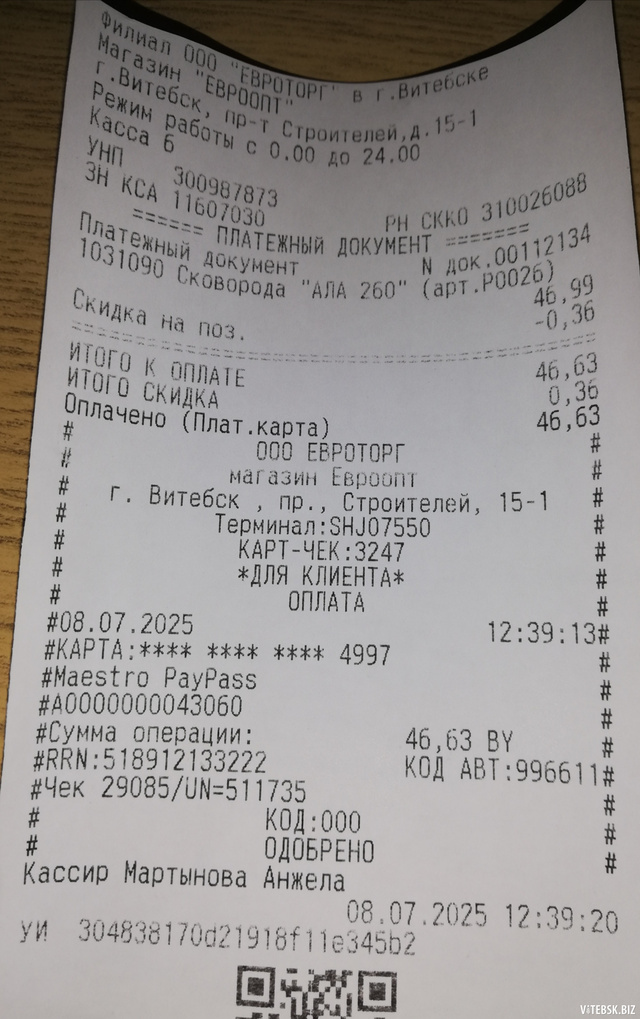 Филиал ООО "ЕВРОТОРГ" в г.Витебске
Магазин "ЕВРООПТ"
г.Витебск, пр-т Строителей,д.15-1
Режим работы с 0.00 до 24.00
Касса 6
УНП 300987873
ЗН КСА 11607030 РН СККО 310026088
====== ПЛАТЕЖНЫЙ ДОКУМЕНТ =======
Платежный документ N док.00112134
1031090 Сковорода "АЛА 260" (арт.Р0026)
46,99
Скидка на поз. -0,36
ИТОГО К ОПЛАТЕ 46,63
ИТОГО СКИДКА 0,36
Оплачено (Плат.карта) 46,63
# #
ООО ЕВРОТОРГ
# магазин Евроопт #
# г. Витебск , пр., Строителей, 15-1 #
# Терминал:SHJ07550 #
# КАРТ-ЧЕК:3247 #
# *ДЛЯ КЛИЕНТА* #
# ОПЛАТА #
#08.07.2025 12:39:13#
#КАРТА:**** **** **** 4997 #
#Maestro PayPass #
#A0000000043060 #
#Сумма операции: 46,63 BY #
#RRN:518912133222 КОД АВТ:996611#
#Чек 29085/UN=511735 #
# КОД:000 #
# ОДОБРЕНО #
Кассир Мартынова Анжела
08.07.2025 12:39:20
УИ 304838170d21918f11e345b2
ViTEBSK.BIZ